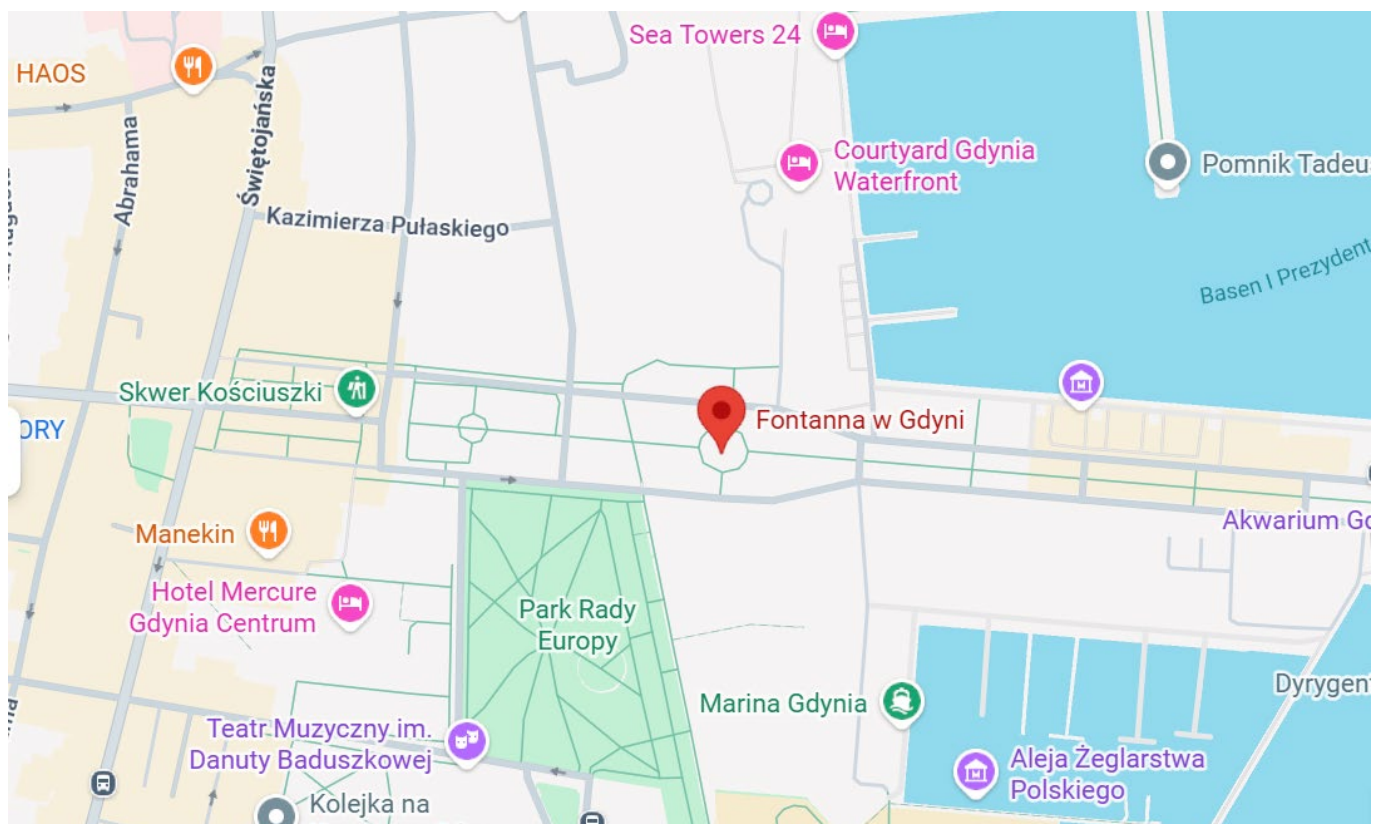 Sea Towers 24
HAOS
Świętojańska
Abrahama
Courtyard Gdynia
Waterfront
Pomnik Tadeu
Kazimierza Pułaskiego
Basen I Prezydent
Skwer Kościuszki
ORY
Fontanna w Gdyni
Manekin
Akwarium Gd
Hotel Mercure
Gdynia Centrum
Park Rady
Europy
Dyrygent
Marina Gdynia
Teatr Muzyczny im.
Danuty Baduszkowej
Aleja Żeglarstwa
Polskiego
Kolejka na